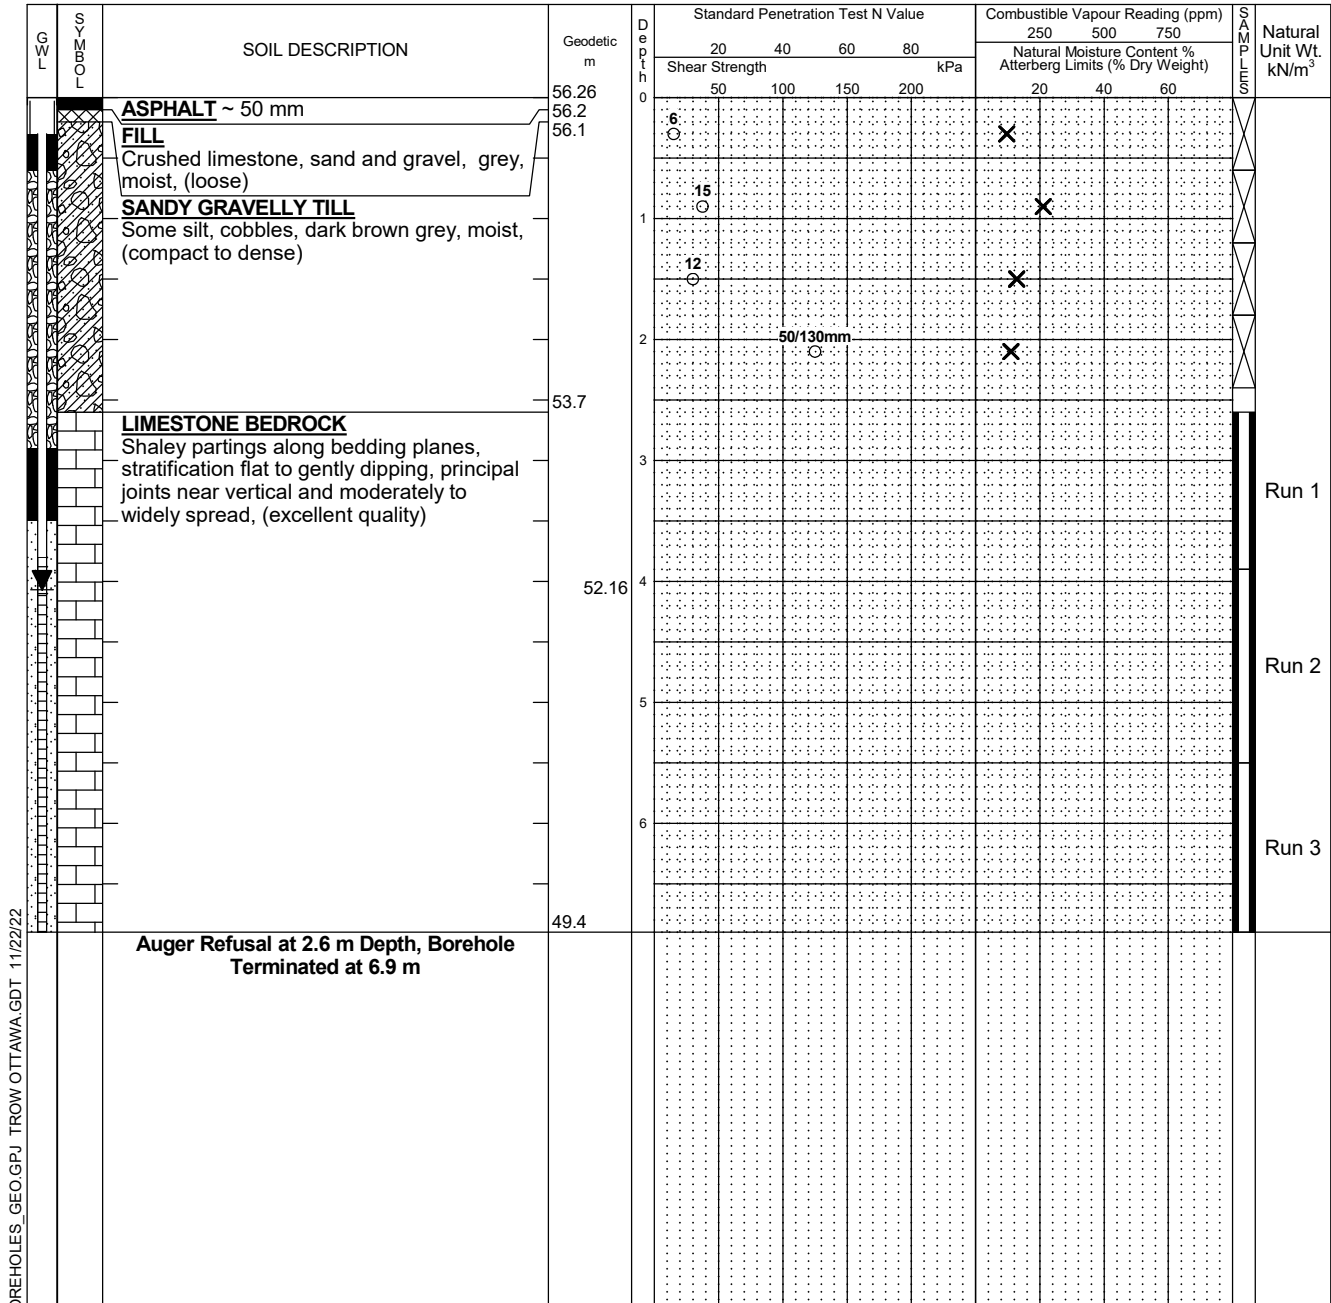 GWL
SYMBOL
SOIL DESCRIPTION
Geodetic
m
Depth
Standard Penetration Test N Value
20 40 60 80
Shear Strength kPa
50 100 150 200
Combustible Vapour Reading (ppm)
250 500 750
Natural Moisture Content %
Atterberg Limits (% Dry Weight)
20 40 60
SAMPLES
Natural
Unit Wt.
kN/m³
56.26
0
ASPHALT ~ 50 mm
56.2
FILL
56.1
6
Crushed limestone, sand and gravel, grey,
moist, (loose)
SANDY GRAVELLY TILL
15
Some silt, cobbles, dark brown grey, moist,
1
(compact to dense)
12
50/130mm
2
53.7
LIMESTONE BEDROCK
Shaley partings along bedding planes,
stratification flat to gently dipping, principal
3
joints near vertical and moderately to
Run 1
widely spread, (excellent quality)
52.16
4
Run 2
5
6
Run 3
49.4
Auger Refusal at 2.6 m Depth, Borehole
Terminated at 6.9 m
OREHOLES_GEO.GPJ TROW OTTAWA.GDT 11/22/22